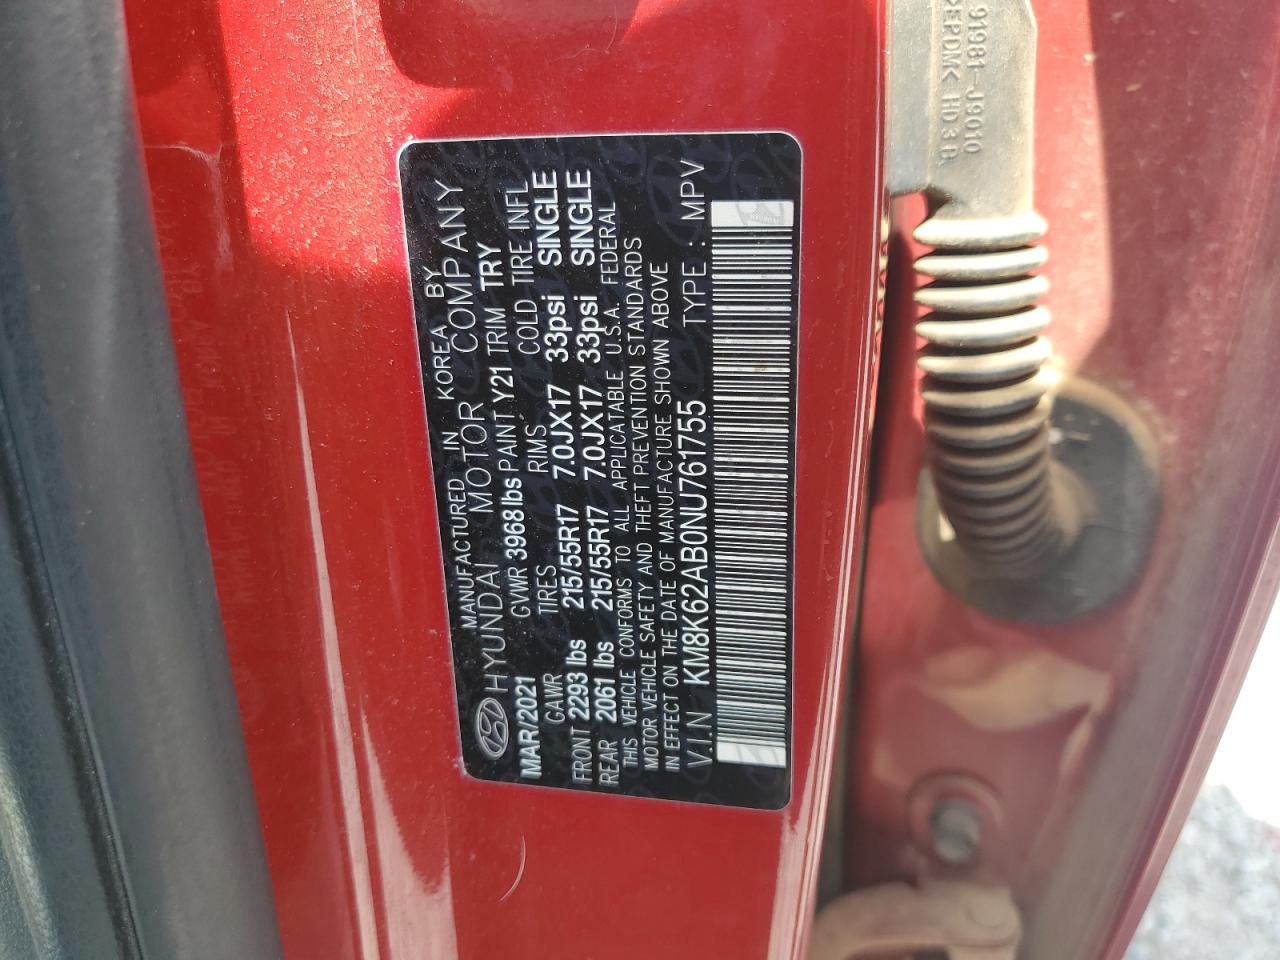 MANUFACTURED IN KOREA BY
HYUNDAI MOTOR COMPANY
MAR/2021 GVWR 3968 lbs PAINT Y21 TRIM TRY
GAWR TIRES RIMS COLD TIRE INFL
FRONT 2293 lbs 215/55R17 7.0JX17 33psi SINGLE
REAR 2061 lbs 215/55R17 7.0JX17 33psi SINGLE
THIS VEHICLE CONFORMS TO ALL APPLICATABLE U.S.A. FEDERAL
MOTOR VEHICLE SAFETY AND THEFT PREVENTION STANDARDS
IN EFFECT ON THE DATE OF MANUFACTURE SHOWN ABOVE
V.I.N KM8K62AB0NU761755 TYPE : MPV
91981-J9010
HD 3 P.